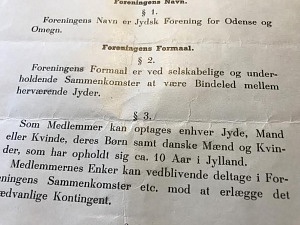 Foreningens Navn.
§ 1.
Foreningens Navn er Jydsk Forening for Odense og
Omegn.
Foreningens Formaal.
§ 2.
Foreningens Formaal er ved selskabelige og under-
holdende Sammenkomster at være Bindeled mellem
herværende Jyder.
§ 3.
Som Medlemmer kan optages enhver Jyde, Mand
eller Kvinde, deres Børn samt danske Mænd og Kvin-
der, som har opholdt sig ca. 10 Aar i Jylland.
Medlemmernes Enker kan vedblivende deltage i For-
eningens Sammenkomster etc. mod at erlægge det
ædvanlige Kontingent.